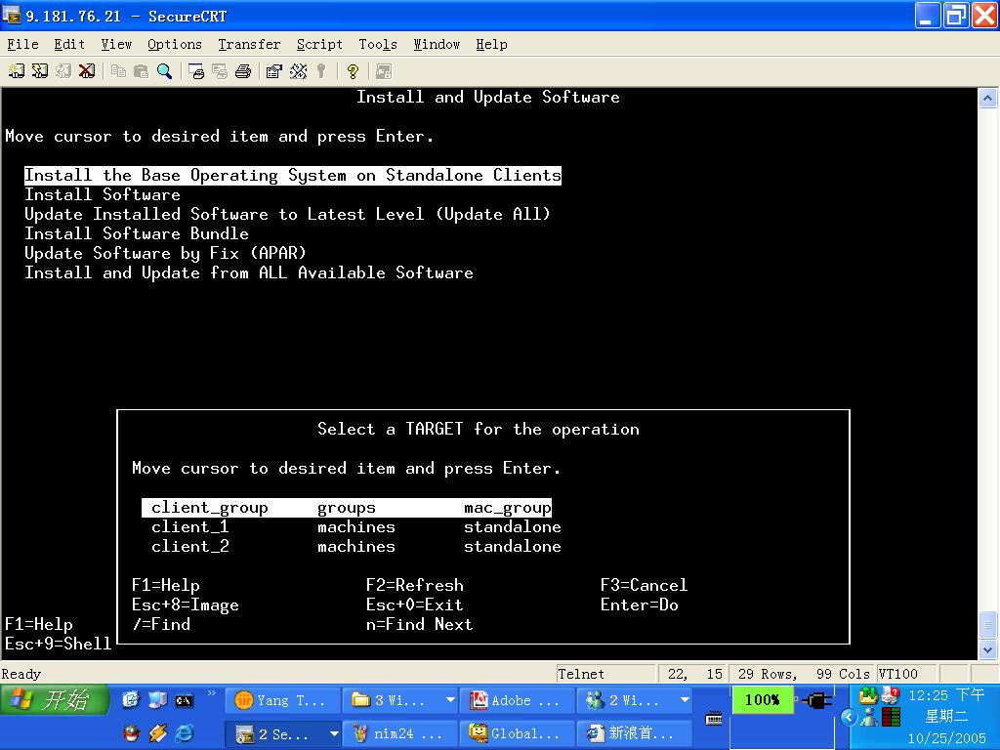 9.181.76.21 - SecureCRT
File Edit View Options Transfer Script Tools Window Help
Install and Update Software
Move cursor to desired item and press Enter.
Install the Base Operating System on Standalone Clients
Install Software
Update Installed Software to Latest Level (Update All)
Install Software Bundle
Update Software by Fix (APAR)
Install and Update from ALL Available Software
Select a TARGET for the operation
Move cursor to desired item and press Enter.
client_group groups mac_group
client_1 machines standalone
client_2 machines standalone
F1=Help F2=Refresh F3=Cancel
Esc+8=Image Esc+0=Exit Enter=Do
/=Find n=Find Next
F1=Help
Esc+9=Shell
Ready Telnet 22, 15 29 Rows, 99 Cols VT100
开始 Yang T... 3 Wi... Adobe ... 2 Wi... 100% 12:25 下午
星期二
2 Se... nim24 ... Global... 新浪首... 10/25/2005